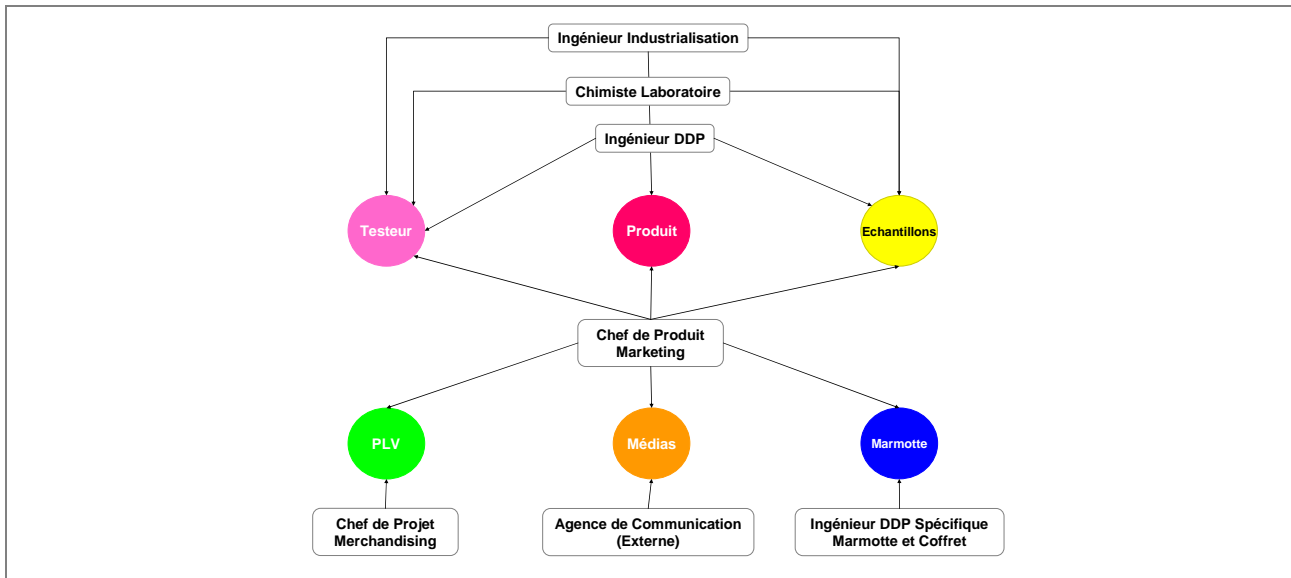 Ingénieur Industrialisation
Chimiste Laboratoire
Ingénieur DDP
Testeur
Produit
Echantillons
Chef de Produit
Marketing
PLV
Médias
Marmotte
Chef de Projet
Merchandising
Agence de Communication
(Externe)
Ingénieur DDP Spécifique
Marmotte et Coffret